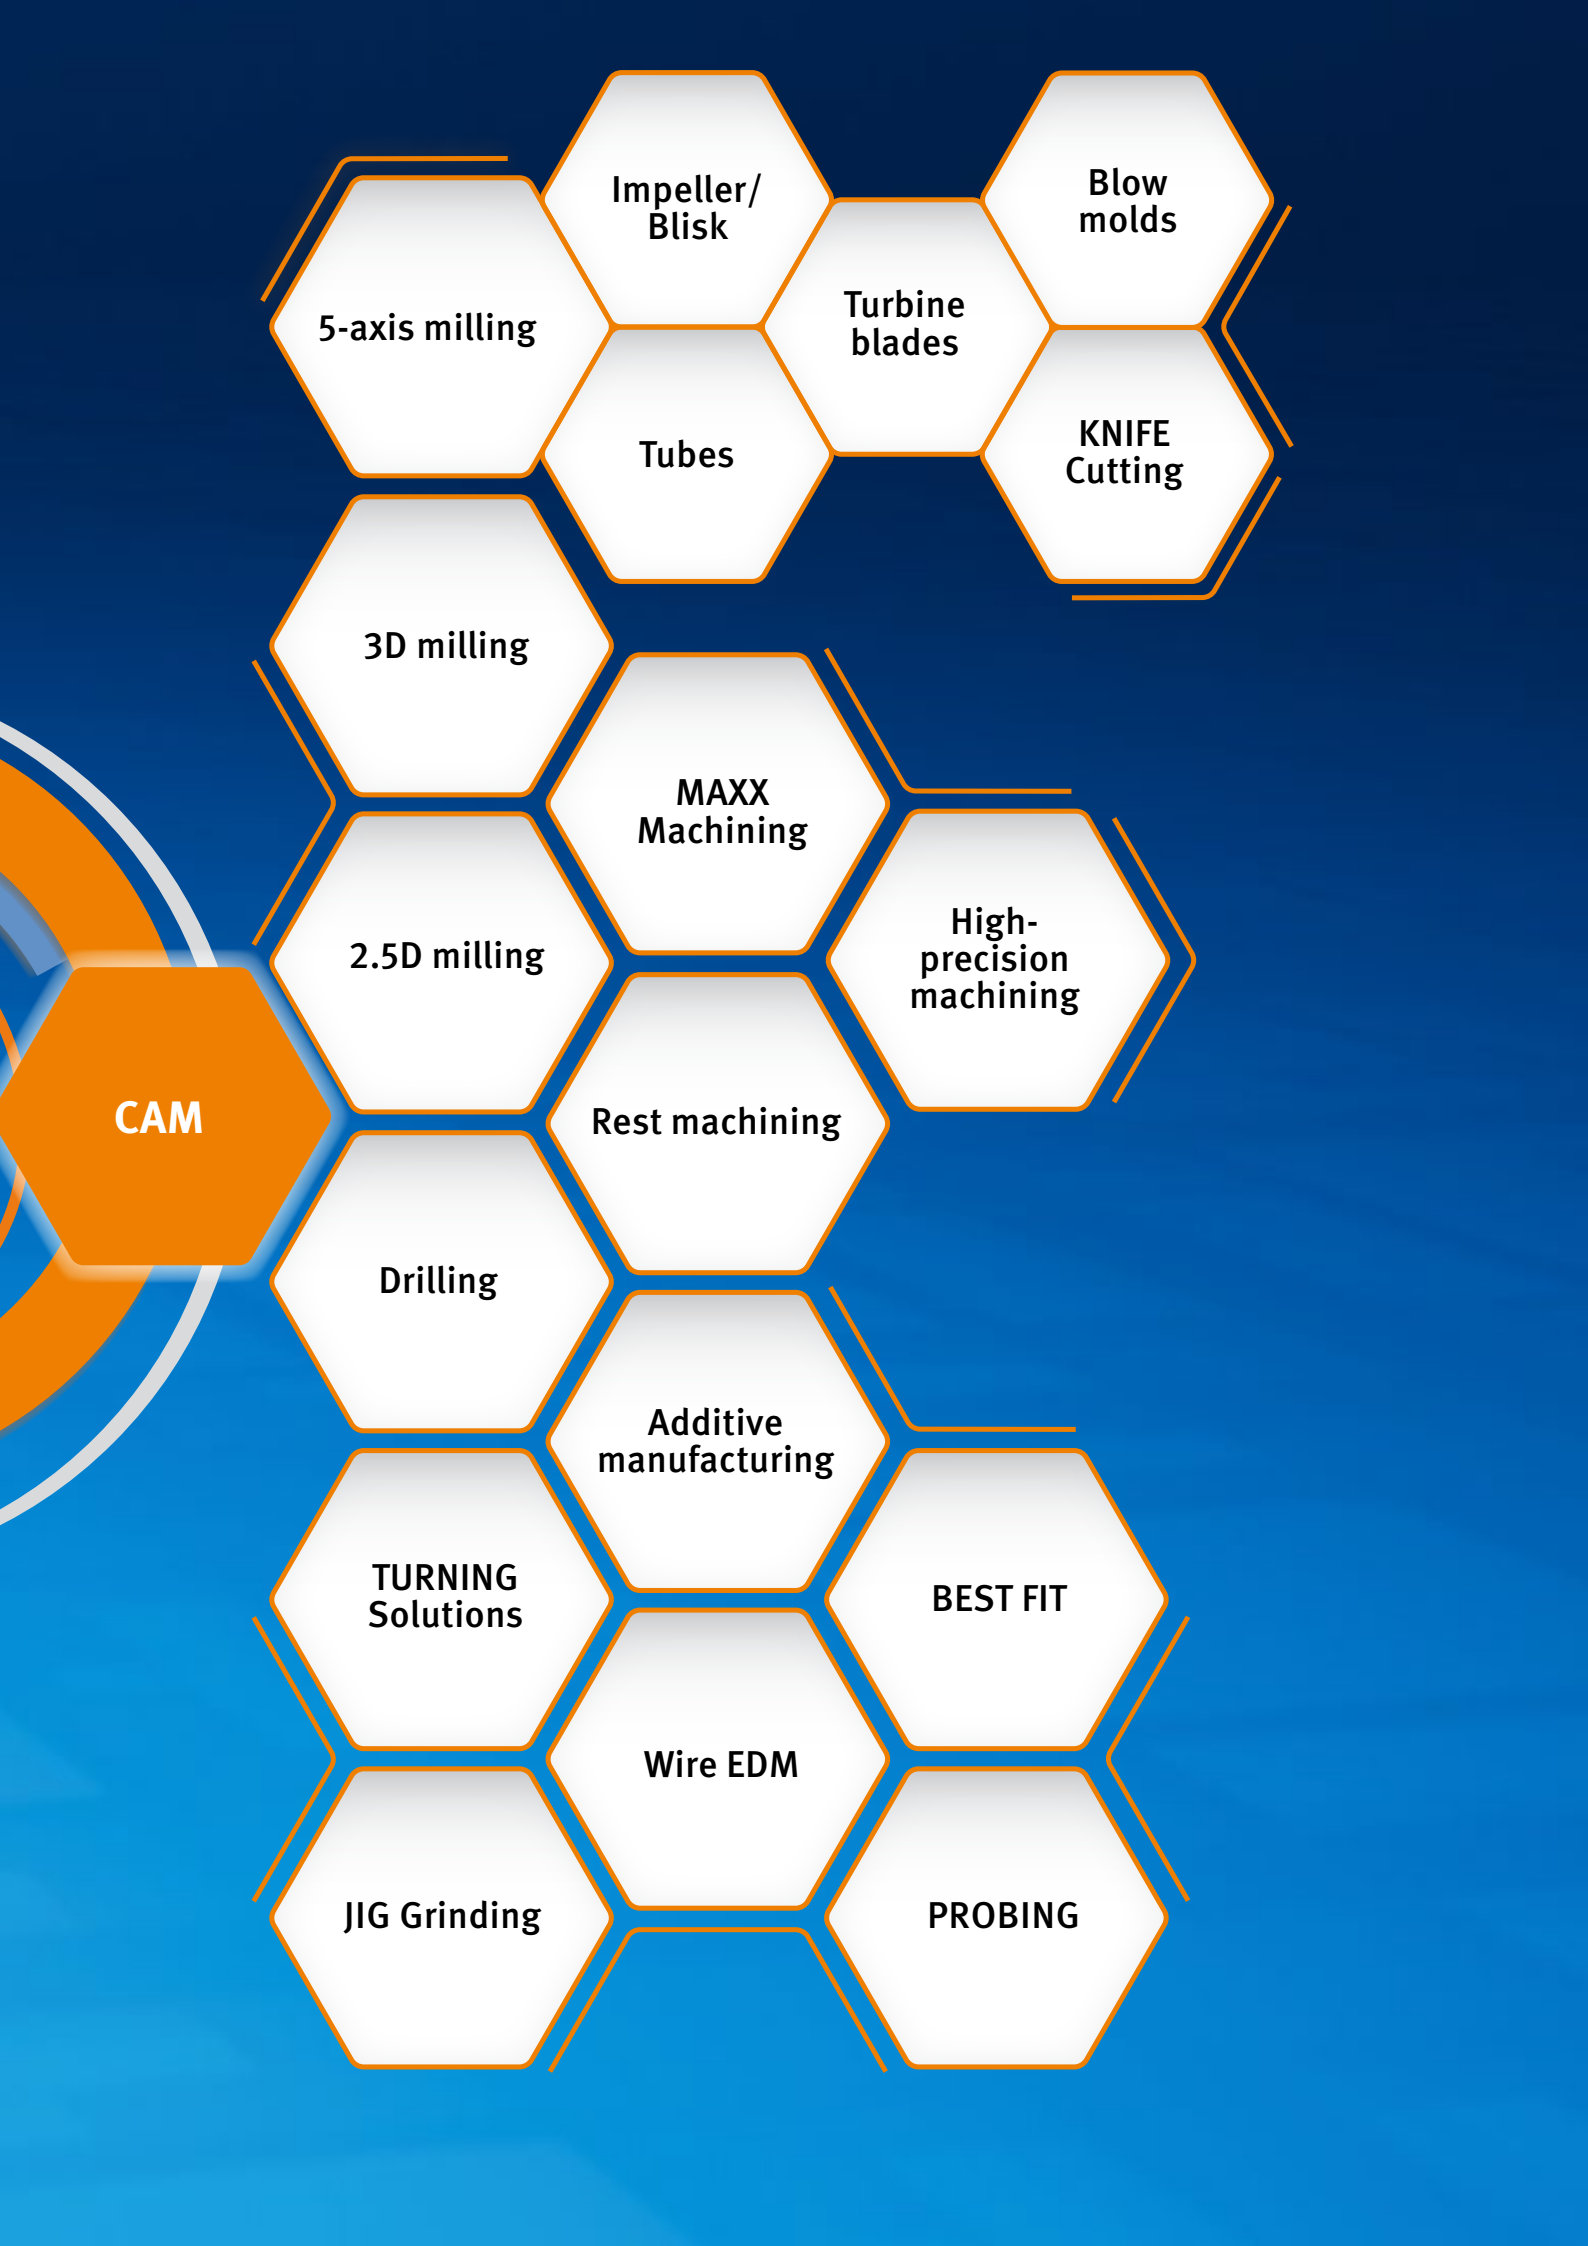 Impeller/
Blisk
Blow
molds
5-axis milling
Turbine
blades
Tubes
KNIFE
Cutting
3D milling
MAXX
Machining
2.5D milling
High-
precision
machining
CAM
Rest machining
Drilling
Additive
manufacturing
TURNING
Solutions
BEST FIT
Wire EDM
JIG Grinding
PROBING